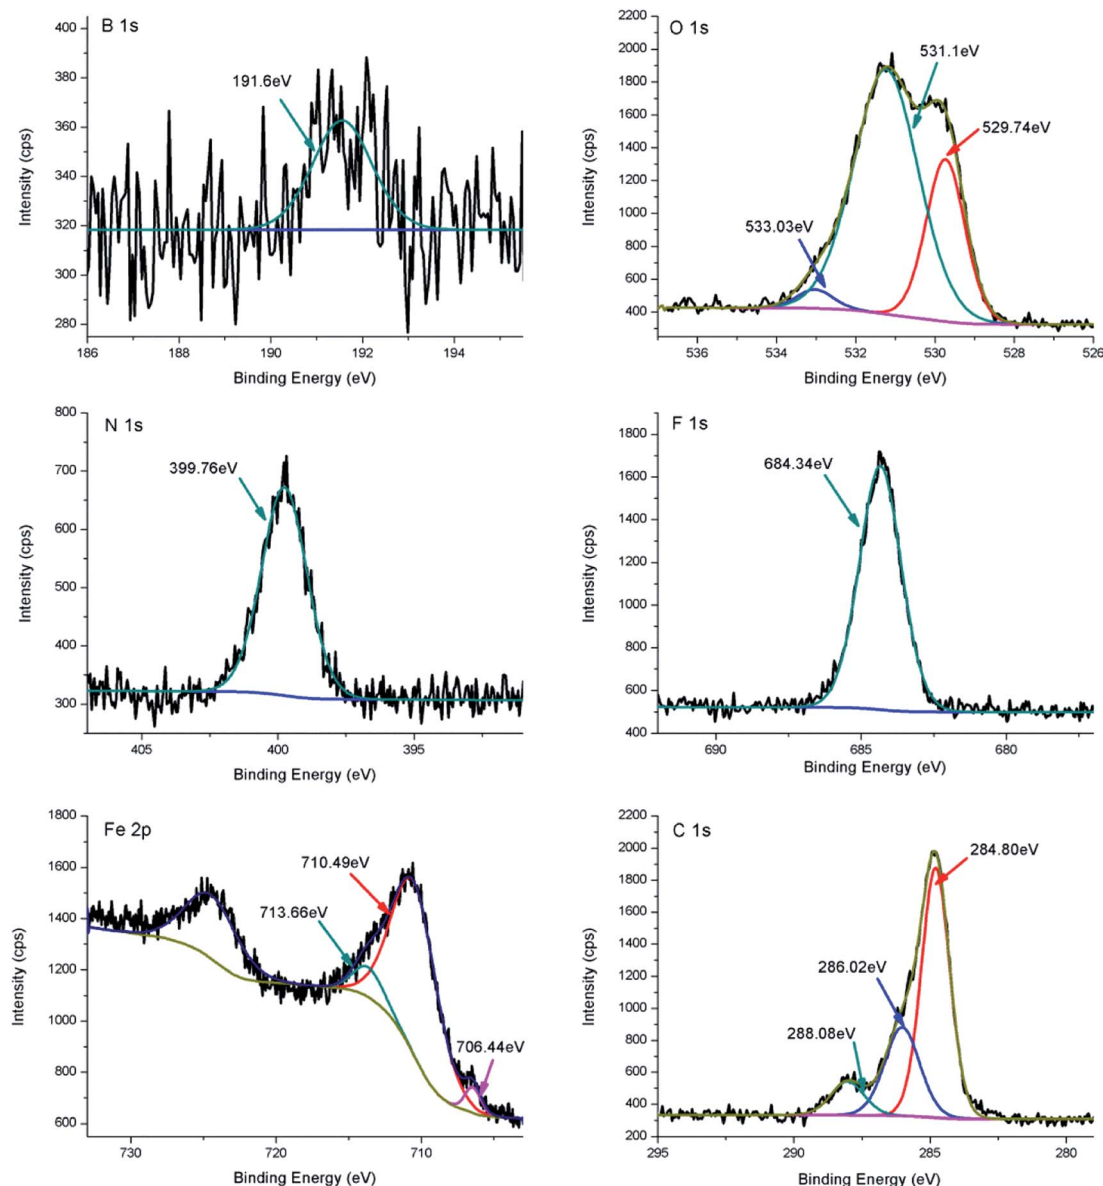 B 1s
191.6eV
400
380
360
340
320
300
280
Intensity (cps)
186
188
190
192
194
Binding Energy (eV)
O 1s
531.1eV
529.74eV
533.03eV
2200
2000
1800
1600
1400
1200
1000
800
600
400
Intensity (cps)
536
534
532
530
528
526
Binding Energy (eV)
N 1s
399.76eV
800
700
600
500
400
300
Intensity (cps)
405
400
395
Binding Energy (eV)
F 1s
684.34eV
1800
1600
1400
1200
1000
800
600
400
Intensity (cps)
690
685
680
Binding Energy (eV)
Fe 2p
710.49eV
713.66eV
706.44eV
1800
1600
1400
1200
1000
800
600
Intensity (cps)
730
720
710
Binding Energy (eV)
C 1s
284.80eV
286.02eV
288.08eV
2200
2000
1800
1600
1400
1200
1000
800
600
400
200
Intensity (cps)
295
290
285
280
Binding Energy (eV)